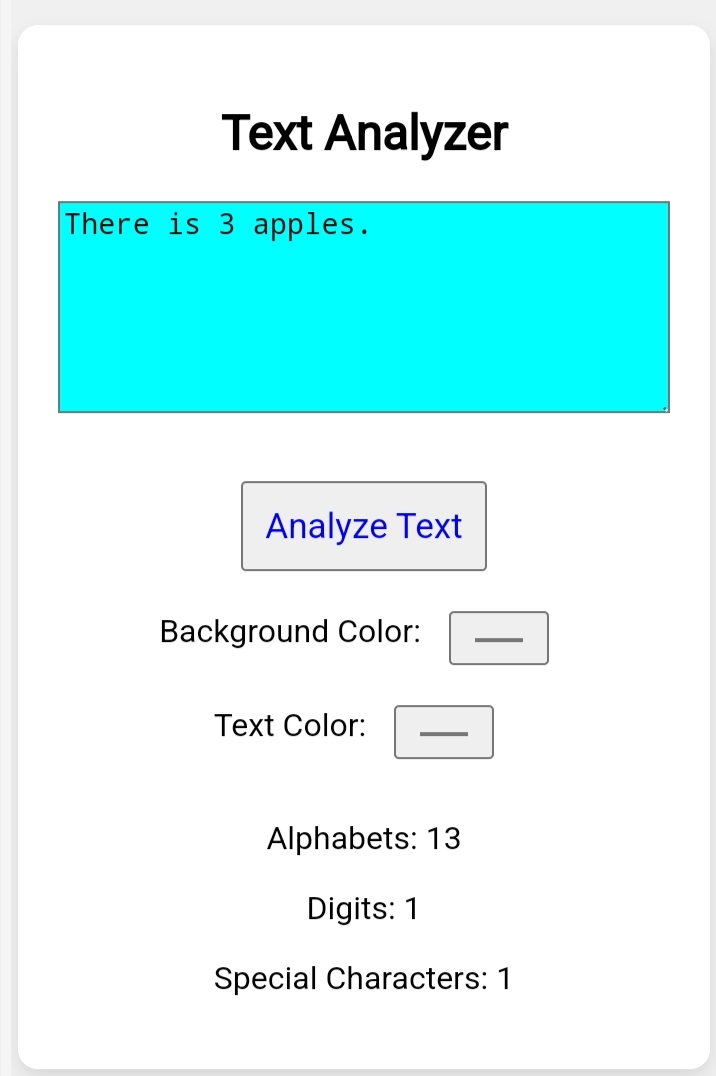 Text Analyzer
There is 3 apples.
Analyze Text
Background Color:
Text Color:
Alphabets: 13
Digits: 1
Special Characters: 1